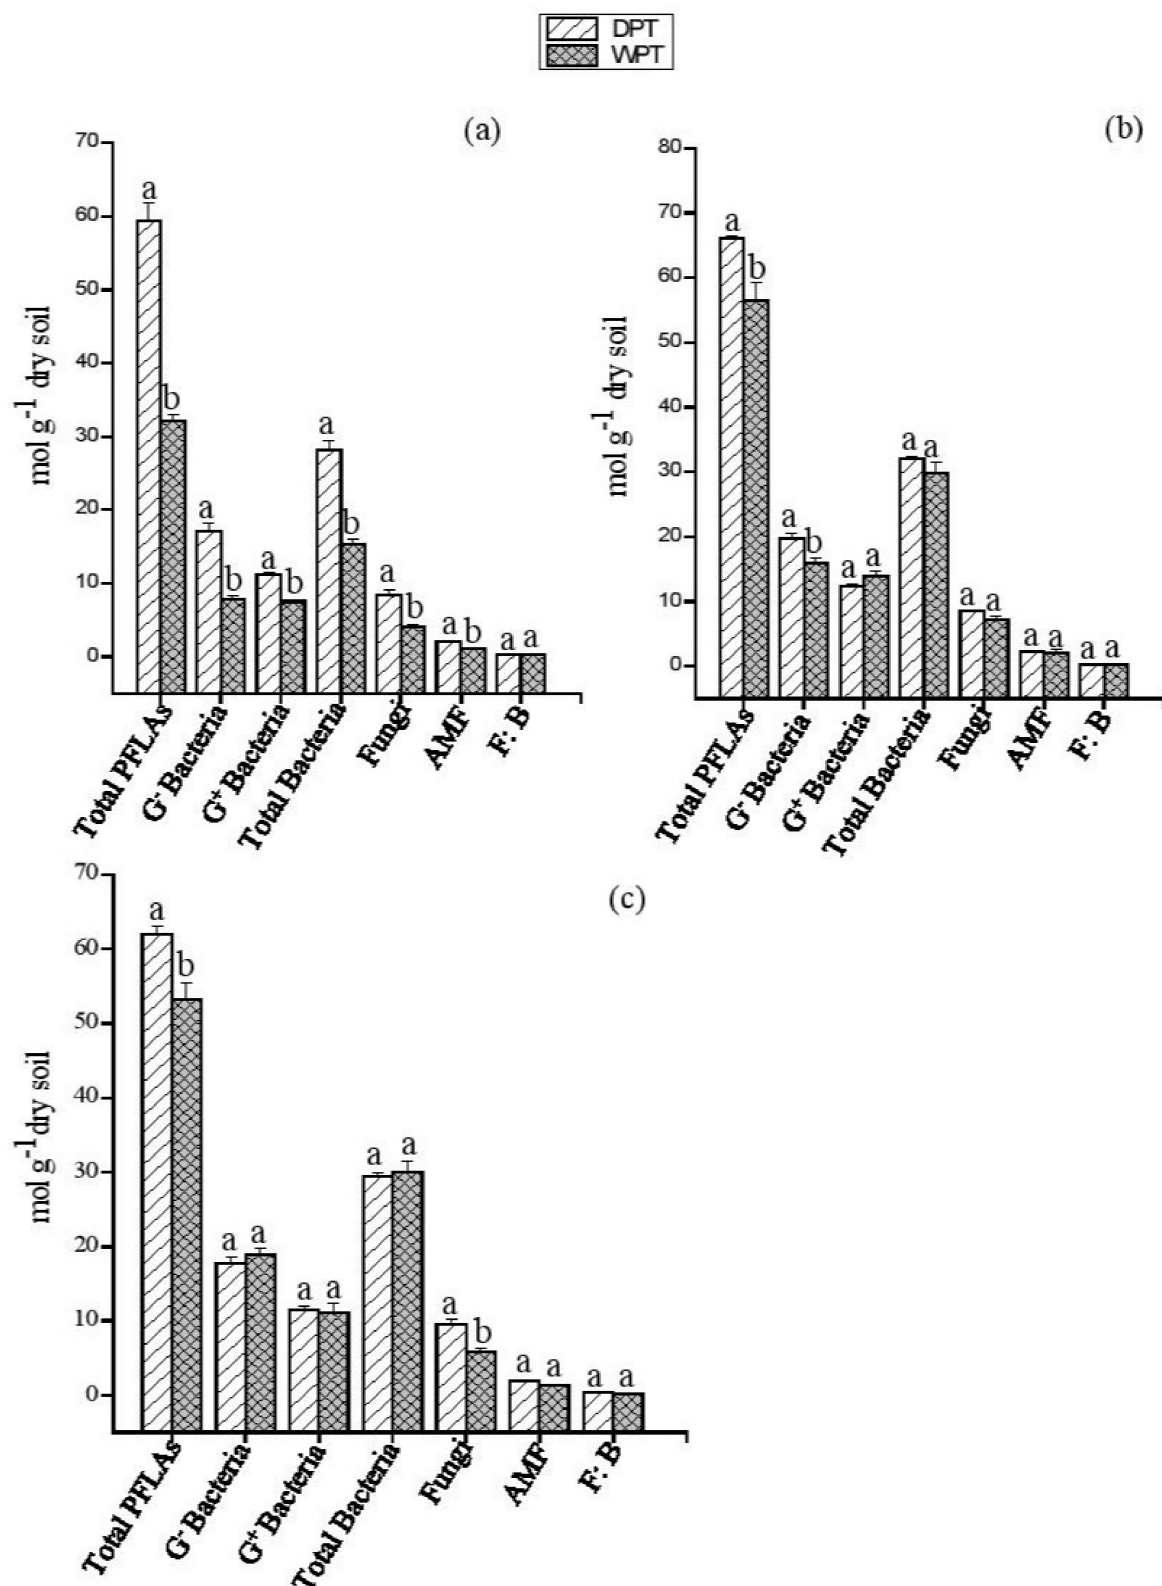 DPT
WPT
(a)
70
60
50
40
30
20
10
0
mol g⁻¹ dry soil
a
b
a
b
a
b
a
b
a
b
a
b
a
a
Total PFLAs
G⁻ Bacteria
G⁺ Bacteria
Total Bacteria
Fungi
AMF
F: B
(b)
80
70
60
50
40
30
20
10
0
mol g⁻¹ dry soil
a
b
a
b
a
a
a
a
a
a
a
a
a
a
Total PFLAs
G⁻ Bacteria
G⁺ Bacteria
Total Bacteria
Fungi
AMF
F: B
(c)
70
60
50
40
30
20
10
0
mol g⁻¹ dry soil
a
b
a
a
a
a
a
a
a
b
a
a
a
a
Total PFLAs
G⁻ Bacteria
G⁺ Bacteria
Total Bacteria
Fungi
AMF
F: B